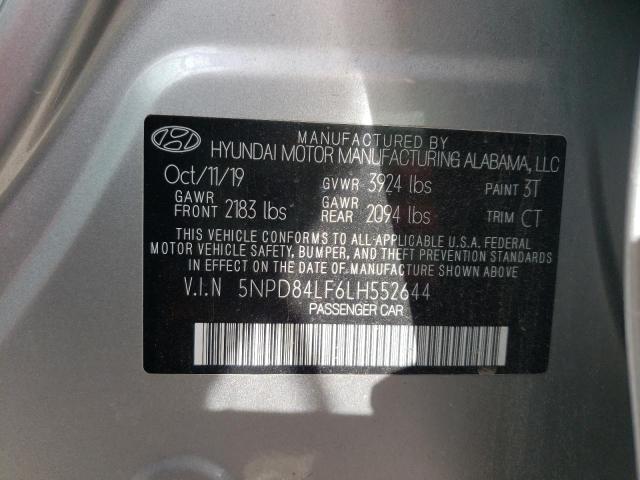 MANUFACTURED BY
HYUNDAI MOTOR MANUFACTURING ALABAMA, LLC
Oct/11/19 GVWR 3924 lbs PAINT 3T
GAWR FRONT 2183 lbs GAWR REAR 2094 lbs TRIM CT
THIS VEHICLE CONFORMS TO ALL APPLICABLE U.S.A. FEDERAL
MOTOR VEHICLE SAFETY, BUMPER, AND THEFT PREVENTION STANDARDS
IN EFFECT ON THE DATE OF MANUFACTURE SHOWN ABOVE.
V.I.N 5NPD84LF6LH552644
PASSENGER CAR